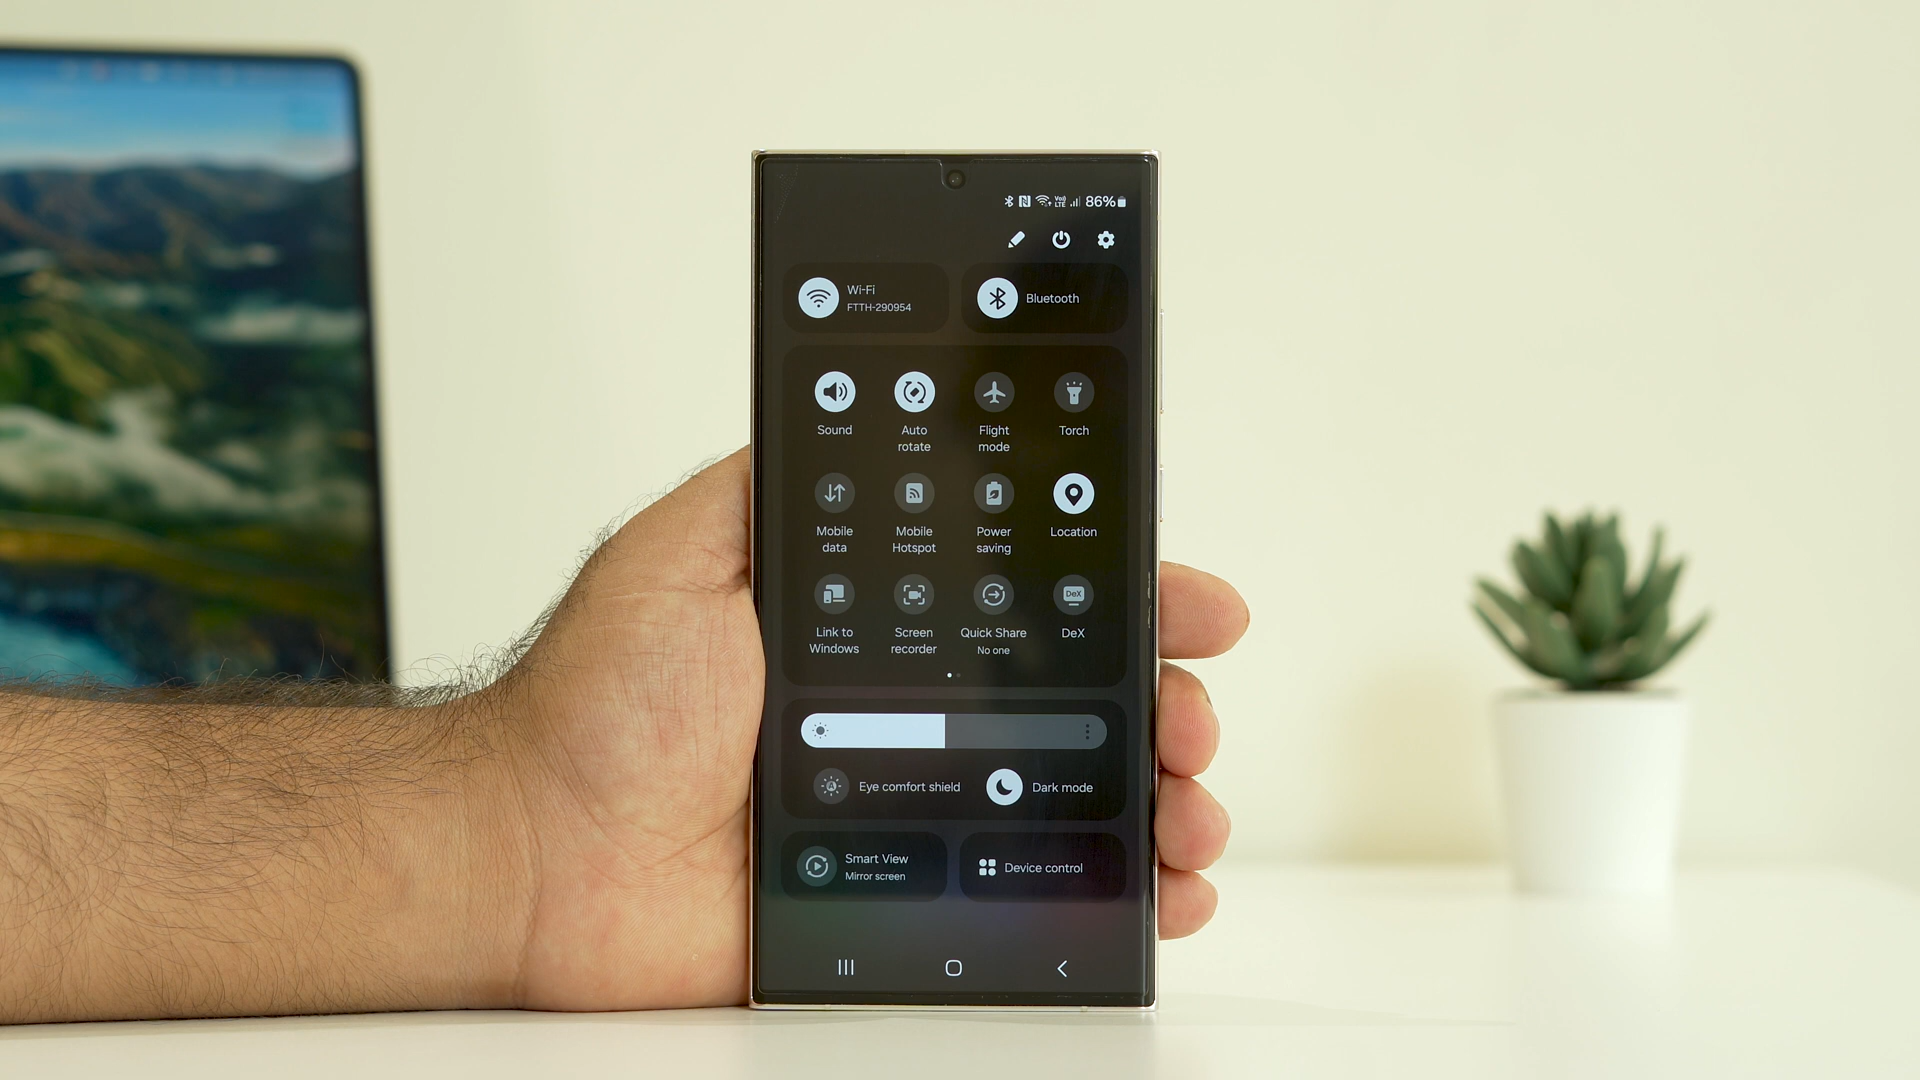 Vo) LTE 86%
Wi-Fi
FTTH-290954
Bluetooth
Sound
Auto
rotate
Flight
mode
Torch
Mobile
data
Mobile
Hotspot
Power
saving
Location
Link to
Windows
Screen
recorder
Quick Share
No one
DeX
DeX
Eye comfort shield
Dark mode
Smart View
Mirror screen
Device control